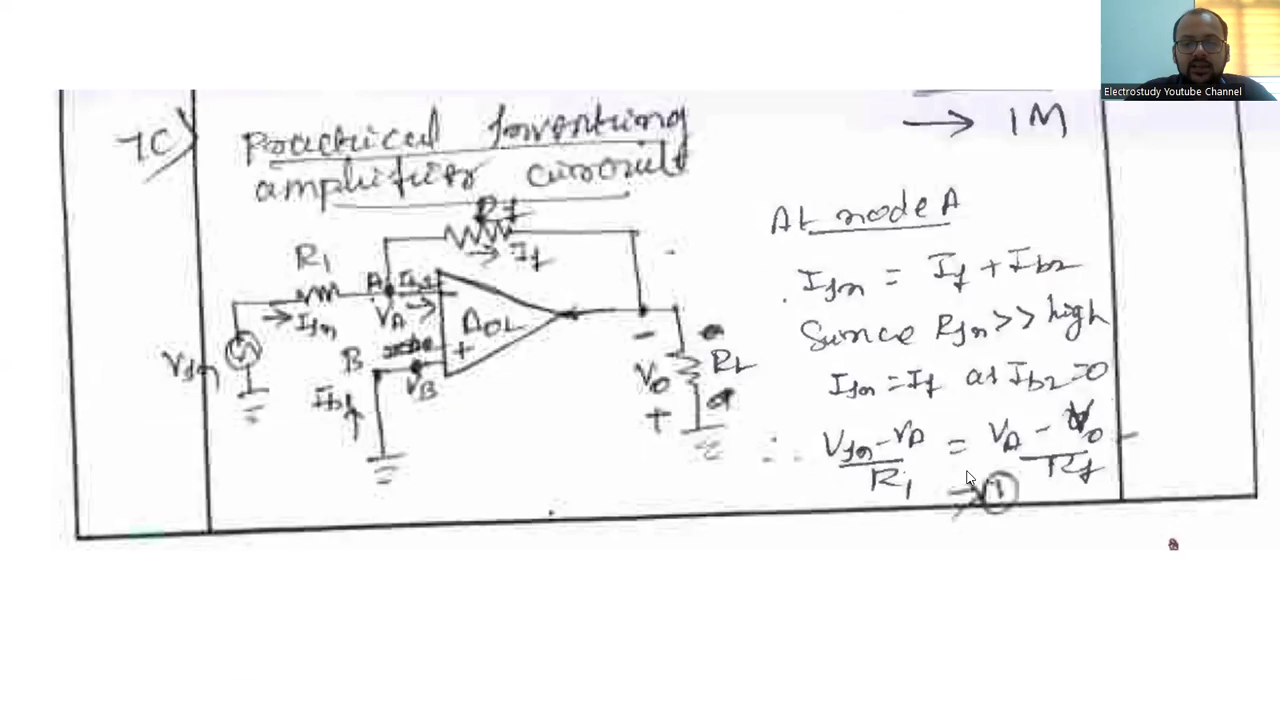 Electrostudy Youtube Channel
7C)
Practical Inverting
amplifier circuit
→ 1M
Rf
→ If
R1
A
Ib2
→ Iin
VA
AOL
Vin
B
+
VB
Ib1 ↑
-
Vo
+
RL
At node A
Iin = If + Ib2
Since Rin >> high
Iin = If as Ib2 = 0
∴ Vin - VA / R1 = VA - Vo / Rf
→ 1